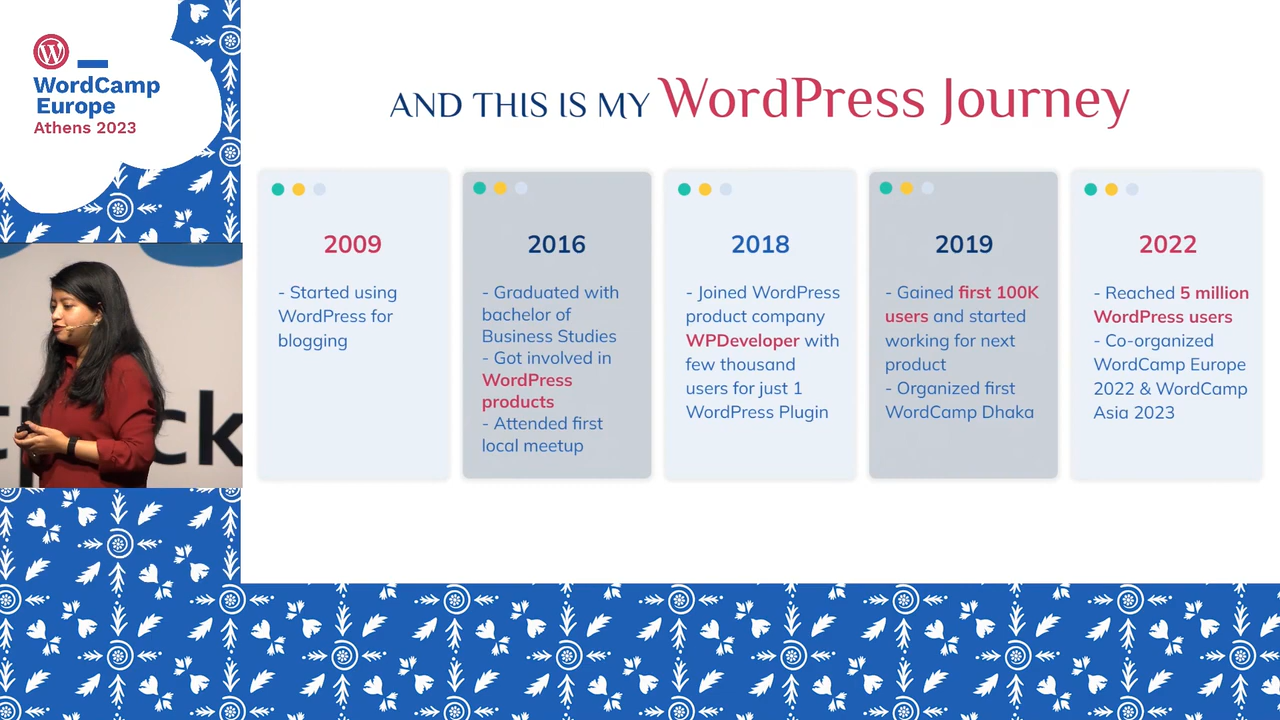 WordCamp
Europe
Athens 2023
AND THIS IS MY WordPress Journey
2009
- Started using
WordPress for
blogging
2016
- Graduated with
bachelor of
Business Studies
- Got involved in
WordPress
products
- Attended first
local meetup
2018
- Joined WordPress
product company
WPDeveloper with
few thousand
users for just 1
WordPress Plugin
2019
- Gained first 100K
users and started
working for next
product
- Organized first
WordCamp Dhaka
2022
- Reached 5 million
WordPress users
- Co-organized
WordCamp Europe
2022 & WordCamp
Asia 2023